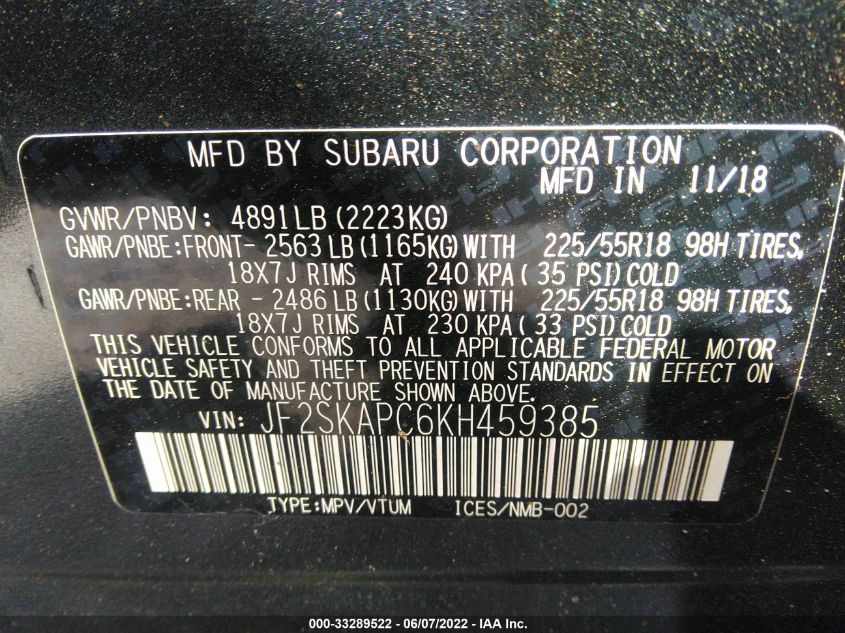 MFD BY SUBARU CORPORATION
MFD IN 11/18
GVWR/PNBV: 4891LB(2223KG)
GAWR/PNBE:FRONT- 2563 LB(1165KG)WITH 225/55R18 98H TIRES,
18X7J RIMS AT 240 KPA( 35 PSI)COLD
GAWR/PNBE:REAR - 2486 LB(1130KG)WITH 225/55R18 98H TIRES,
18X7J RIMS AT 230 KPA( 33 PSI)COLD
THIS VEHICLE CONFORMS TO ALL APPLICABLE FEDERAL MOTOR
VEHICLE SAFETY AND THEFT PREVENTION STANDARDS IN EFFECT ON
THE DATE OF MANUFACTURE SHOWN ABOVE.
VIN: JF2SKAPC6KH459385
TYPE:MPV/VTUM ICES/NMB-002
000-33289522 - 06/07/2022 - IAA Inc.